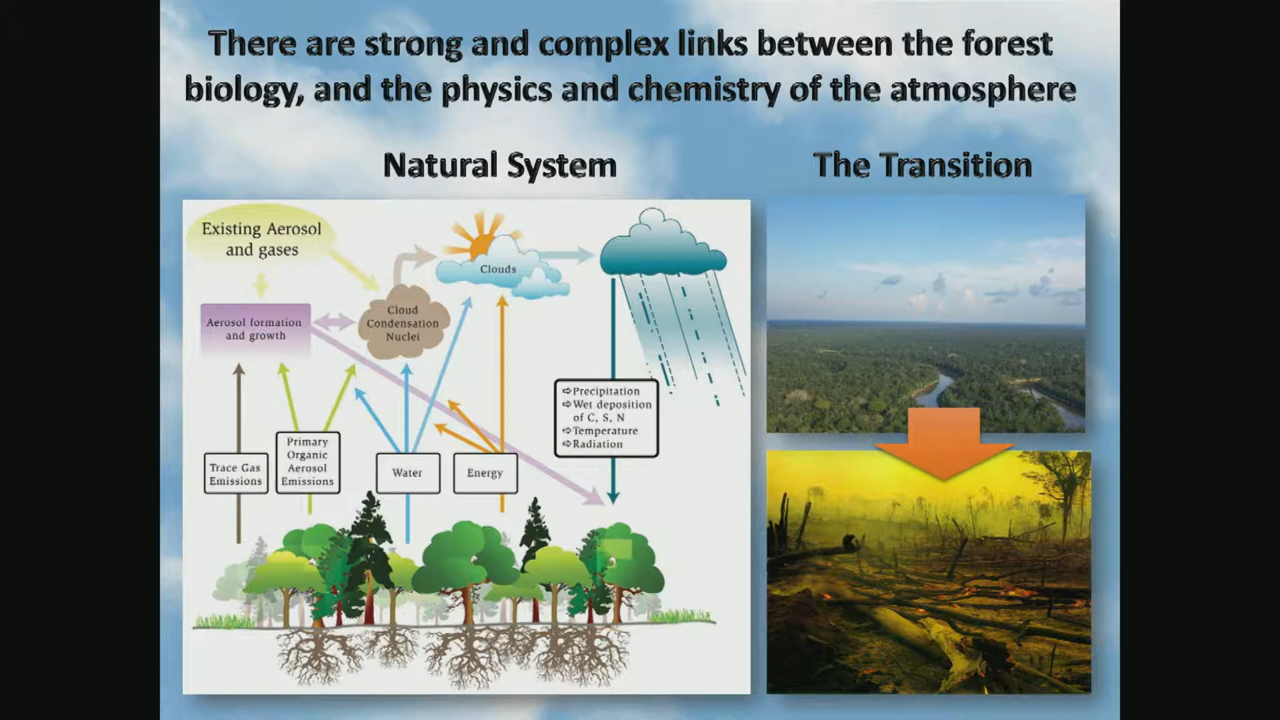 There are strong and complex links between the forest
biology, and the physics and chemistry of the atmosphere
Natural System
The Transition
Existing Aerosol
and gases
Clouds
Aerosol formation
and growth
Cloud
Condensation
Nuclei
⇨Precipitation
⇨Wet deposition
of C, S, N
⇨Temperature
⇨Radiation
Trace Gas
Emissions
Primary
Organic
Aerosol
Emissions
Water
Energy